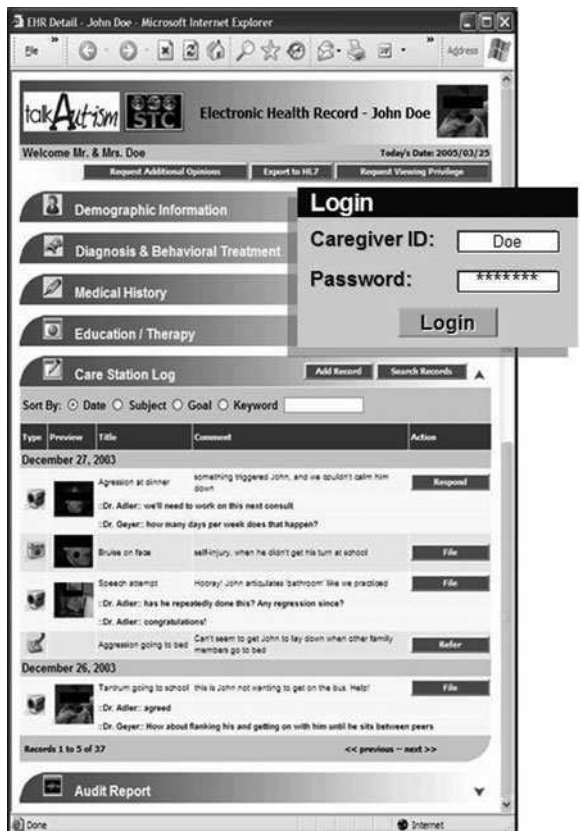 EHR Detail - John Doe - Microsoft Internet Explorer
File » » Address
talkAutism STC Electronic Health Record - John Doe
Welcome Mr. & Mrs. Doe Today's Date: 2005/03/25
Request Additional Opinions Export to HL7 Request Viewing Privilege
Login
Caregiver ID: Doe
Password: *******
Login
Demographic Information
Diagnosis & Behavioral Treatment
Medical History
Education / Therapy
Care Station Log Add Record Search Records
Sort By: Date Subject Goal Keyword
Type Preview Title Comment Action
December 27, 2003
Agression at dinner something triggered John, and we couldn't calm him down Respond
::Dr. Adler: we'll need to work on this next consult
::Dr. Geyer: how many days per week does that happen?
Bruise on face self-injury, when he didn't get his turn at school File
Speech attempt Hooray! John articulates 'bathroom' like we practiced File
::Dr. Adler: has he repeatedly done this? Any regression since?
::Dr. Adler: congratulations!
Aggression going to bed Can't seem to get John to lay down when other family members go to bed Refer
December 26, 2003
Tantrum going to school this is John not wanting to get on the bus. Help! File
::Dr. Adler: agreed
::Dr. Geyer: How about flanking his and getting on with him until he sits between peers
Records 1 to 5 of 37 << previous -- next >>
Audit Report
Done Internet